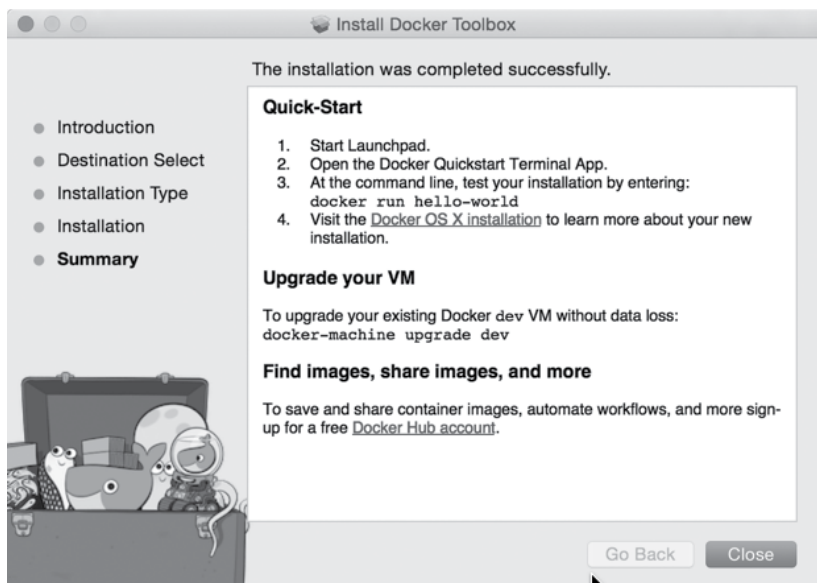 Install Docker Toolbox
The installation was completed successfully.
Introduction
Destination Select
Installation Type
Installation
Summary
Quick-Start
1. Start Launchpad.
2. Open the Docker Quickstart Terminal App.
3. At the command line, test your installation by entering:
docker run hello-world
4. Visit the Docker OS X installation to learn more about your new
installation.
Upgrade your VM
To upgrade your existing Docker dev VM without data loss:
docker-machine upgrade dev
Find images, share images, and more
To save and share container images, automate workflows, and more sign-
up for a free Docker Hub account.
Go Back
Close